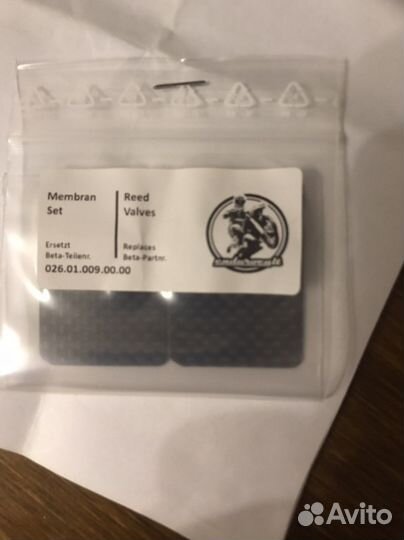 Membran
Set
Reed
Valves
Ersetzt
Beta-Teilenr.
Replaces
Beta-Partnr.
026.01.009.00.00
Avito